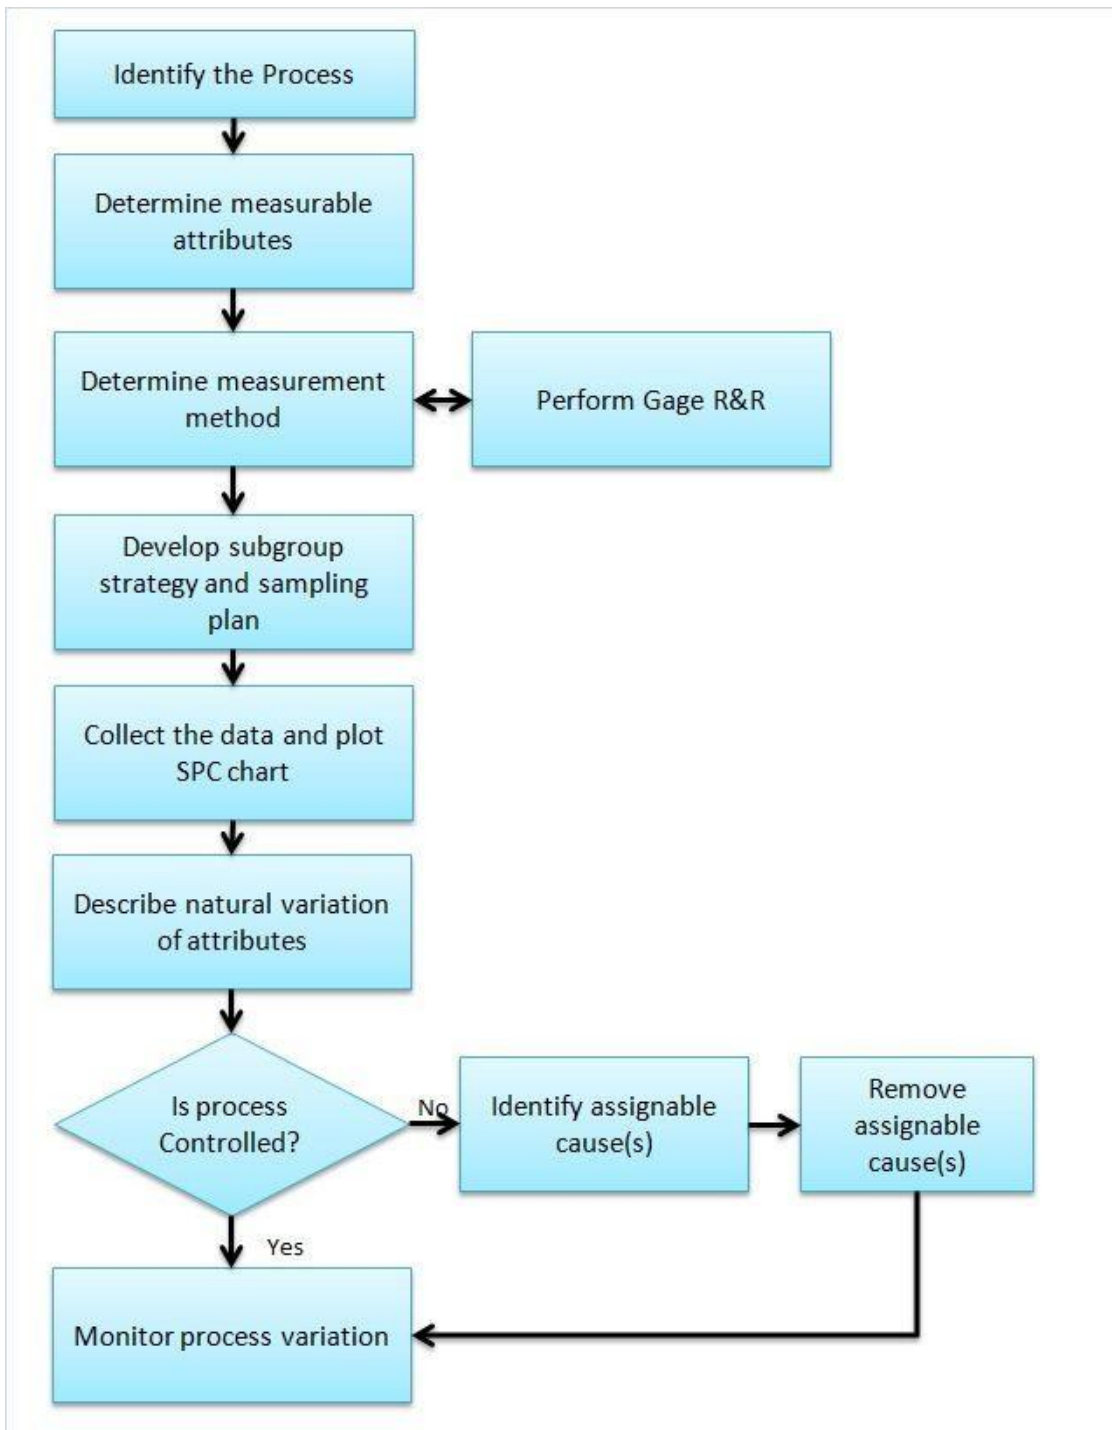 Identify the Process
Determine measurable
attributes
Determine measurement
method
Perform Gage R&R
Develop subgroup
strategy and sampling
plan
Collect the data and plot
SPC chart
Describe natural variation
of attributes
Is process
Controlled?
No
Identify assignable
cause(s)
Remove
assignable
cause(s)
Yes
Monitor process variation